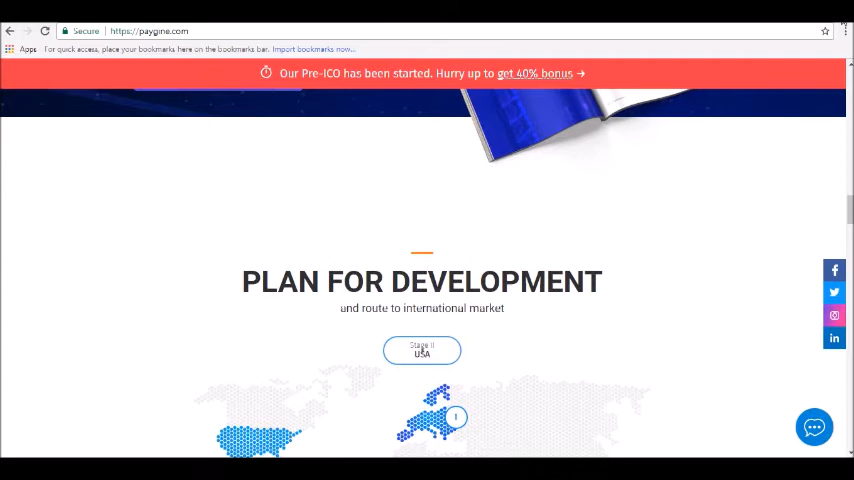 Secure
https://paygine.com
Apps
For quick access, place your bookmarks here on the bookmarks bar. Import bookmarks now...
Our Pre-ICO has been started. Hurry up to get 40% bonus →
PLAN FOR DEVELOPMENT
and route to international market
Stage II
USA
I